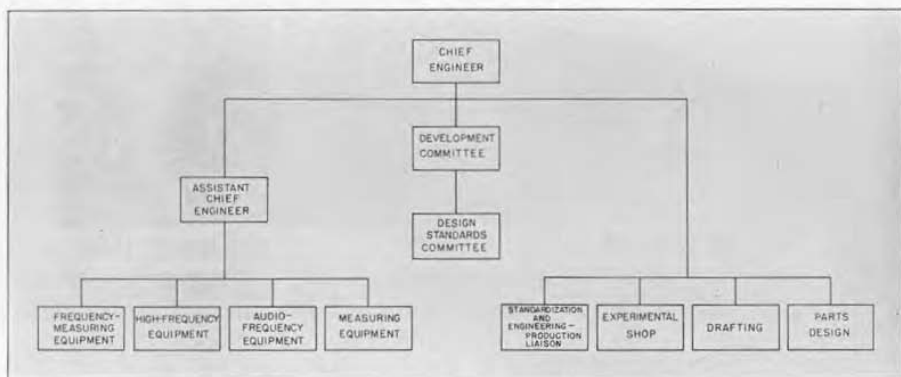 CHIEF
ENGINEER
DEVELOPMENT
COMMITTEE
ASSISTANT
CHIEF
ENGINEER
DESIGN
STANDARDS
COMMITTEE
FREQUENCY-
MEASURING
EQUIPMENT
HIGH-FREQUENCY
EQUIPMENT
AUDIO-
FREQUENCY
EQUIPMENT
MEASURING
EQUIPMENT
STANDARDIZATION
AND
ENGINEERING-
PRODUCTION
LIAISON
EXPERIMENTAL
SHOP
DRAFTING
PARTS
DESIGN